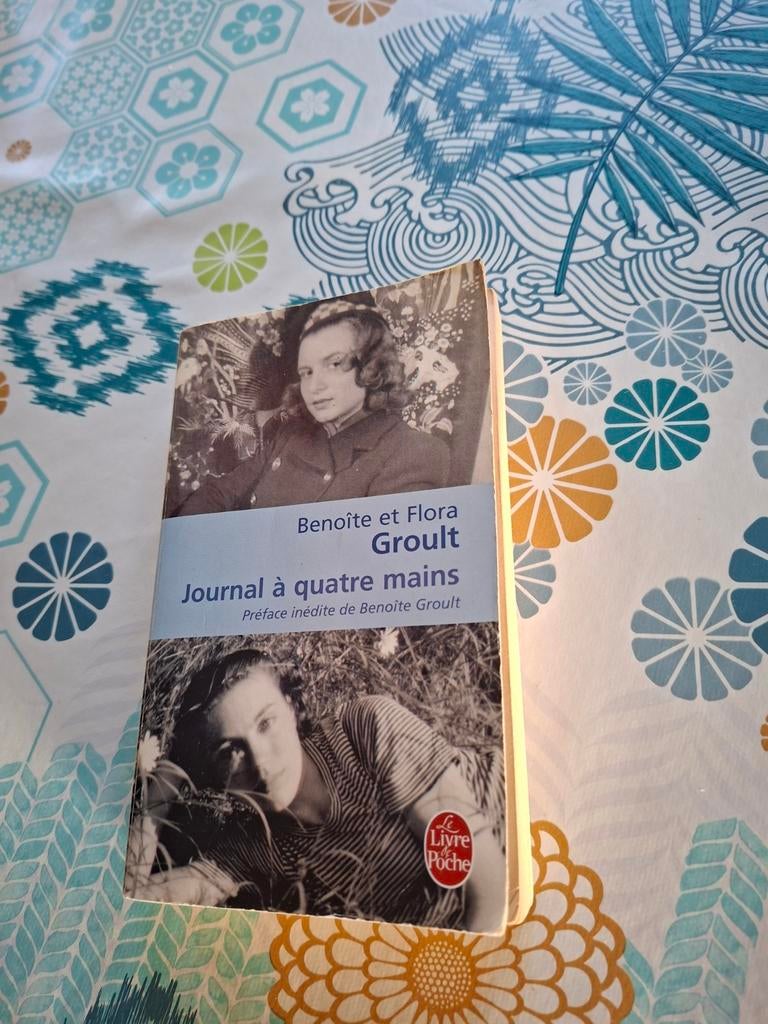 Benoîte et Flora
Groult
Journal à quatre mains
Préface inédite de Benoîte Groult
Le
Livre
de
Poche